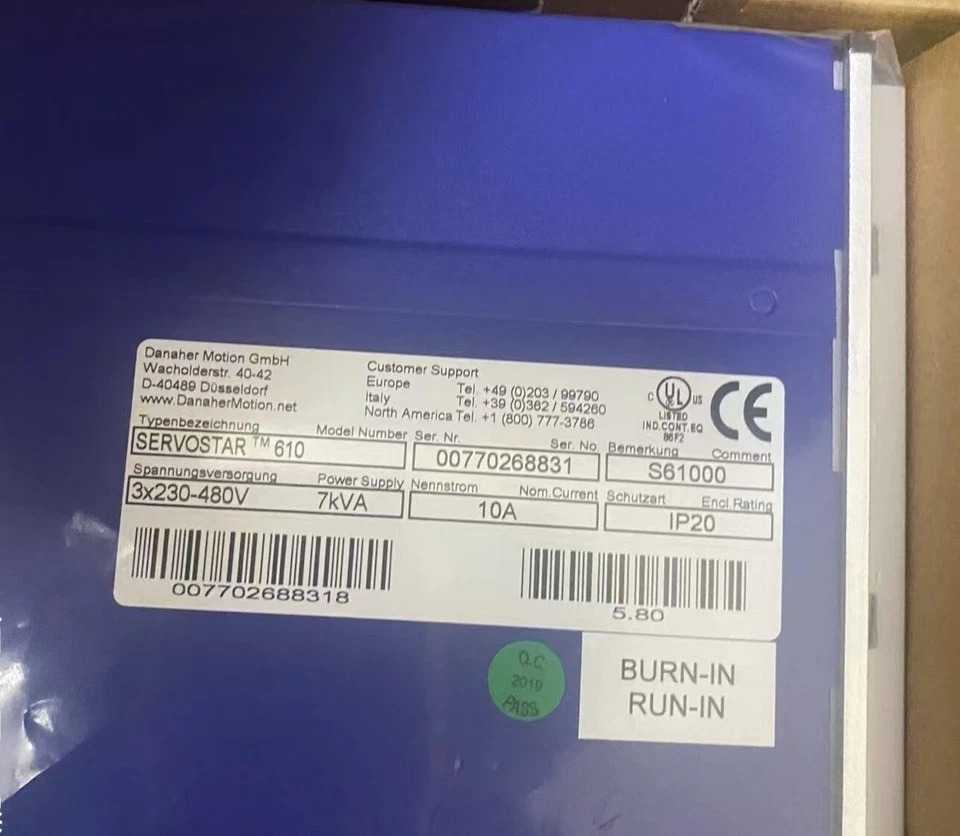 Danaher Motion GmbH
Wacholderstr. 40-42
D-40489 Düsseldorf
www.DanaherMotion.net
Customer Support
Europe Tel. +49 (0)203 / 99790
Italy Tel. +39 (0)362 / 594260
North America Tel. +1 (800) 777-3786
C UL US
LISTED
IND.CONT.EQ
86F2
CE
Typenbezeichnung Model Number
SERVOSTAR ™ 610
Ser. Nr. Ser. No.
00770268831
Bemerkung Comment
S61000
Spannungsversorgung Power Supply
3x230-480V 7kVA
Nennstrom Nom.Current
10A
Schutzart Encl.Rating
IP20
007702688318
5.80
Q.C
2019
PASS
BURN-IN
RUN-IN